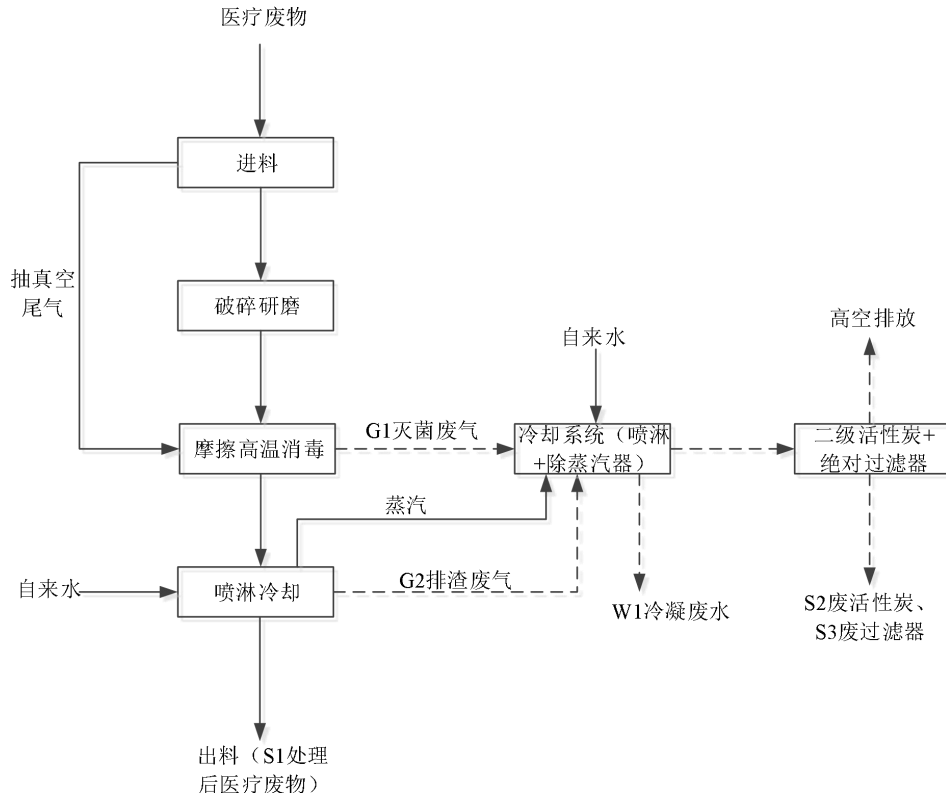 医疗废物
进料
抽真空
尾气
破碎研磨
高空排放
自来水
摩擦高温消毒
G1灭菌废气
冷却系统（喷淋
+除蒸汽器）
二级活性炭+
绝对过滤器
蒸汽
自来水
喷淋冷却
G2排渣废气
W1冷凝废水
S2废活性炭、
S3废过滤器
出料（S1处理
后医疗废物）